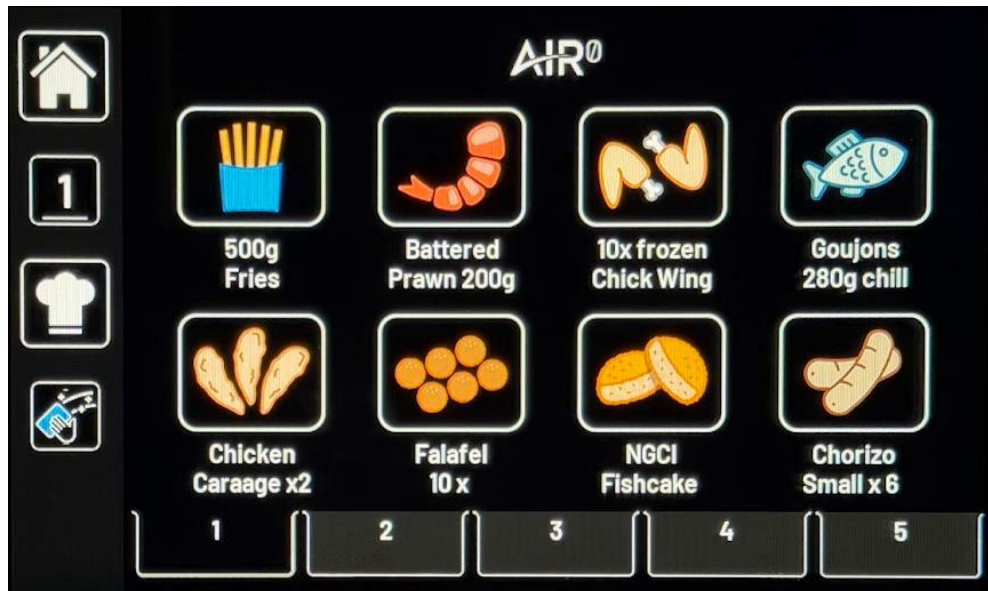 AIR⁰
1
500g
Fries
Battered
Prawn 200g
10x frozen
Chick Wing
Goujons
280g chill
Chicken
Caraage x2
Falafel
10 x
NGCI
Fishcake
Chorizo
Small x 6
1
2
3
4
5